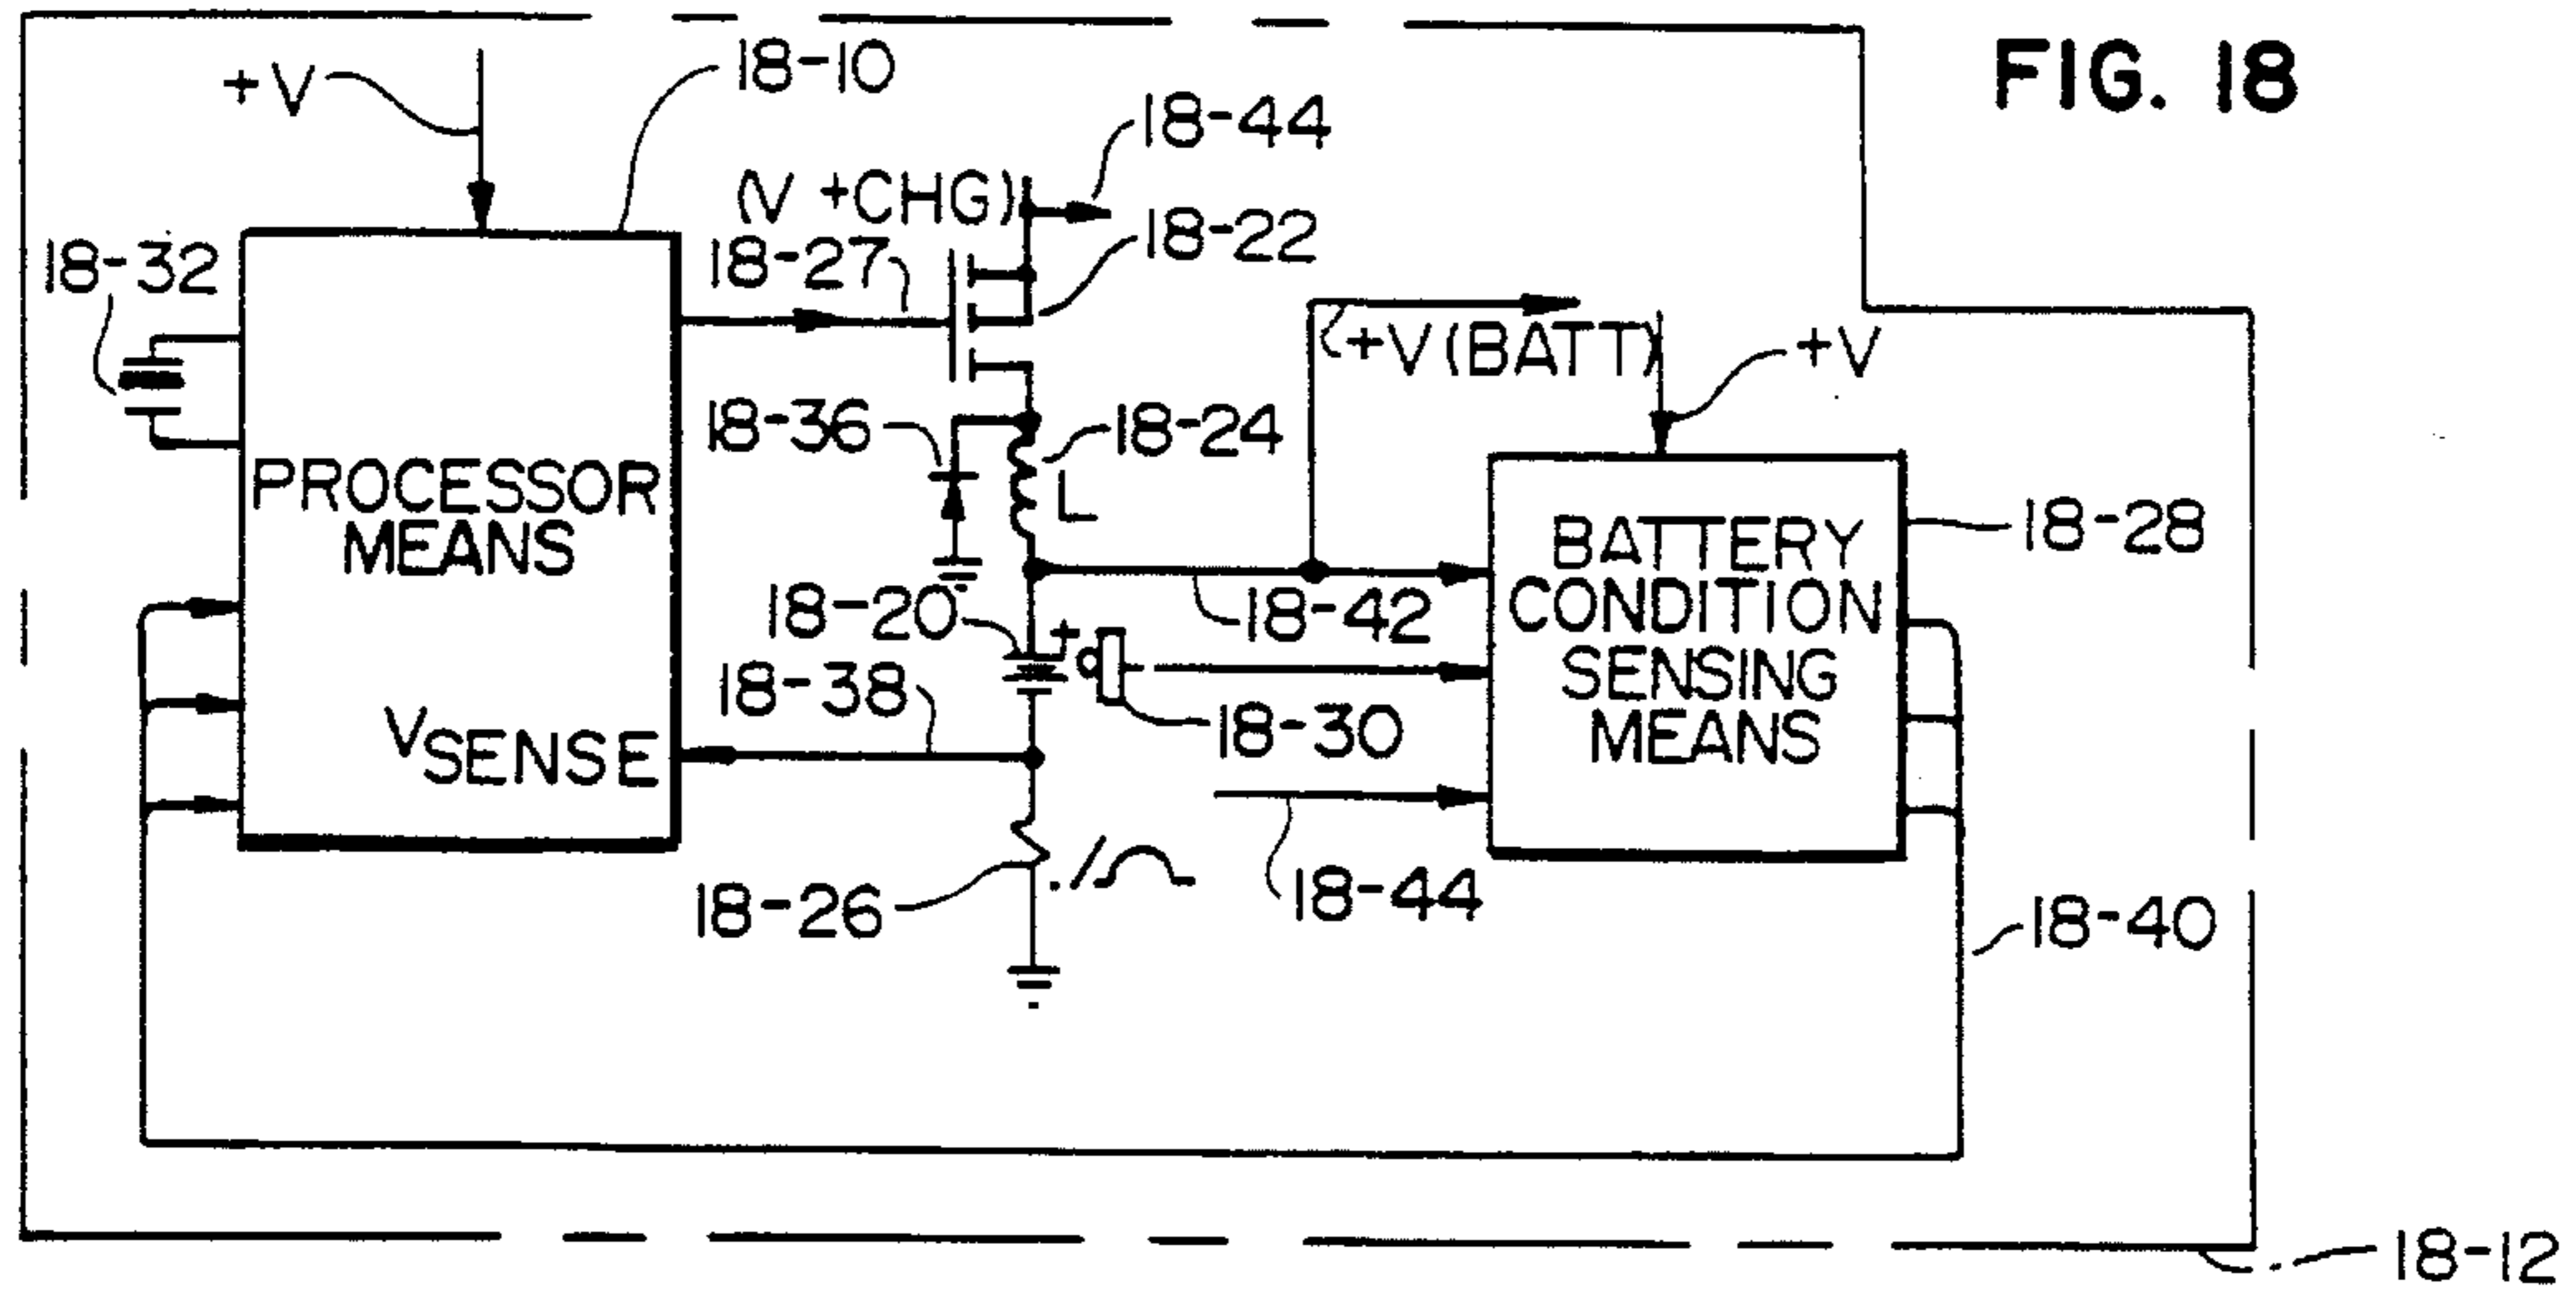 FIG. 18
+V
18-10
18-44
(V +CHG)
18-22
18-32
18-27
+V (BATT)
+V
18-36
18-24
L
PROCESSOR
MEANS
18-28
BATTERY
CONDITION
SENSING
MEANS
18-20
+
18-42
18-38
18-30
VSENSE
18-26
18-44
18-40
18-12